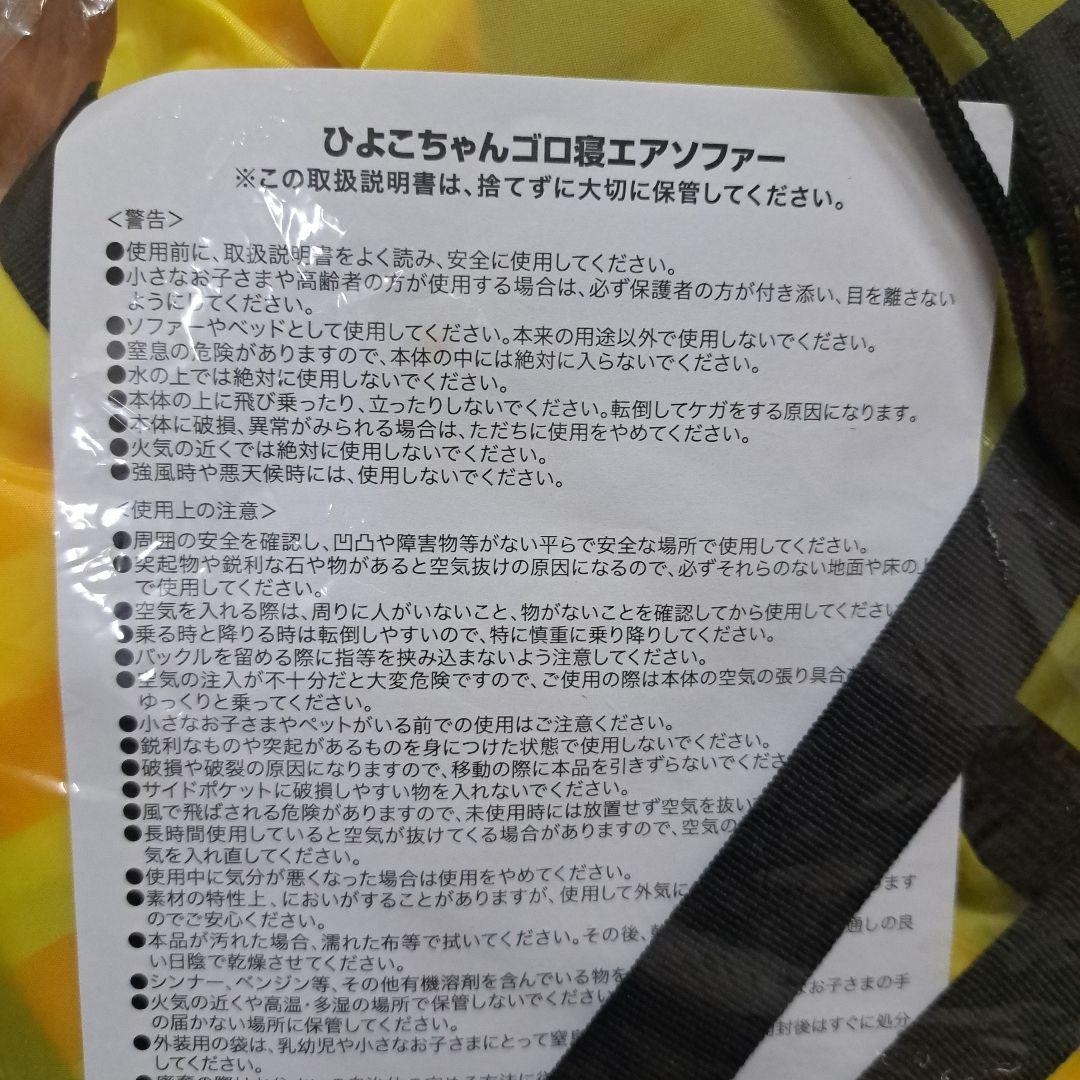 ひよこちゃんゴロ寝エアソファー
※この取扱説明書は、捨てずに大切に保管してください。
＜警告＞
●使用前に、取扱説明書をよく読み、安全に使用してください。
●小さなお子さまや高齢者の方が使用する場合は、必ず保護者の方が付き添い、目を離さない
ようにしてください。
●ソファーやベッドとして使用してください。本来の用途以外で使用しないでください。
●窒息の危険がありますので、本体の中には絶対に入らないでください。
●水の上では絶対に使用しないでください。
●本体の上に飛び乗ったり、立ったりしないでください。転倒してケガをする原因になります。
●本体に破損、異常がみられる場合は、ただちに使用をやめてください。
●火気の近くでは絶対に使用しないでください。
●強風時や悪天候時には、使用しないでください。
＜使用上の注意＞
●周囲の安全を確認し、凹凸や障害物等がない平らで安全な場所で使用してください。
●突起物や鋭利な石や物があると空気抜けの原因になるので、必ずそれらのない地面や床の上
で使用してください。
●空気を入れる際は、周りに人がいないこと、物がないことを確認してから使用してくださ
●乗る時と降りる時は転倒しやすいので、特に慎重に乗り降りしてください。
●バックルを留める際に指等を挟み込まないよう注意してください。
●空気の注入が不十分だと大変危険ですので、ご使用の際は本体の空気の張り具合
ゆっくりと乗ってください。
●小さなお子さまやペットがいる前での使用はご注意ください。
●鋭利なものや突起があるものを身につけた状態で使用しないでください。
●破損や破裂の原因になりますので、移動の際に本品を引きずらないでくださ
●サイドポケットに破損しやすい物を入れないでください。
●風で飛ばされる危険がありますので、未使用時には放置せず空気を抜い
●長時間使用していると空気が抜けてくる場合がありますので、空気の
気を入れ直してください。
●使用中に気分が悪くなった場合は使用をやめてください。
●素材の特性上、においがすることがありますが、使用して外気に ります
のでご安心ください。
●本品が汚れた場合、濡れた布等で拭いてください。その後、 通しの良
い日陰で乾燥させてください。
●シンナー、ベンジン等、その他有機溶剤を含んでいる物を
●火気の近くや高温・多湿の場所で保管しないでください お子さまの手
の届かない場所に保管してください。
●外装用の袋は、乳幼児や小さなお子さまにとって窒息 封後はすぐに処分
してください。